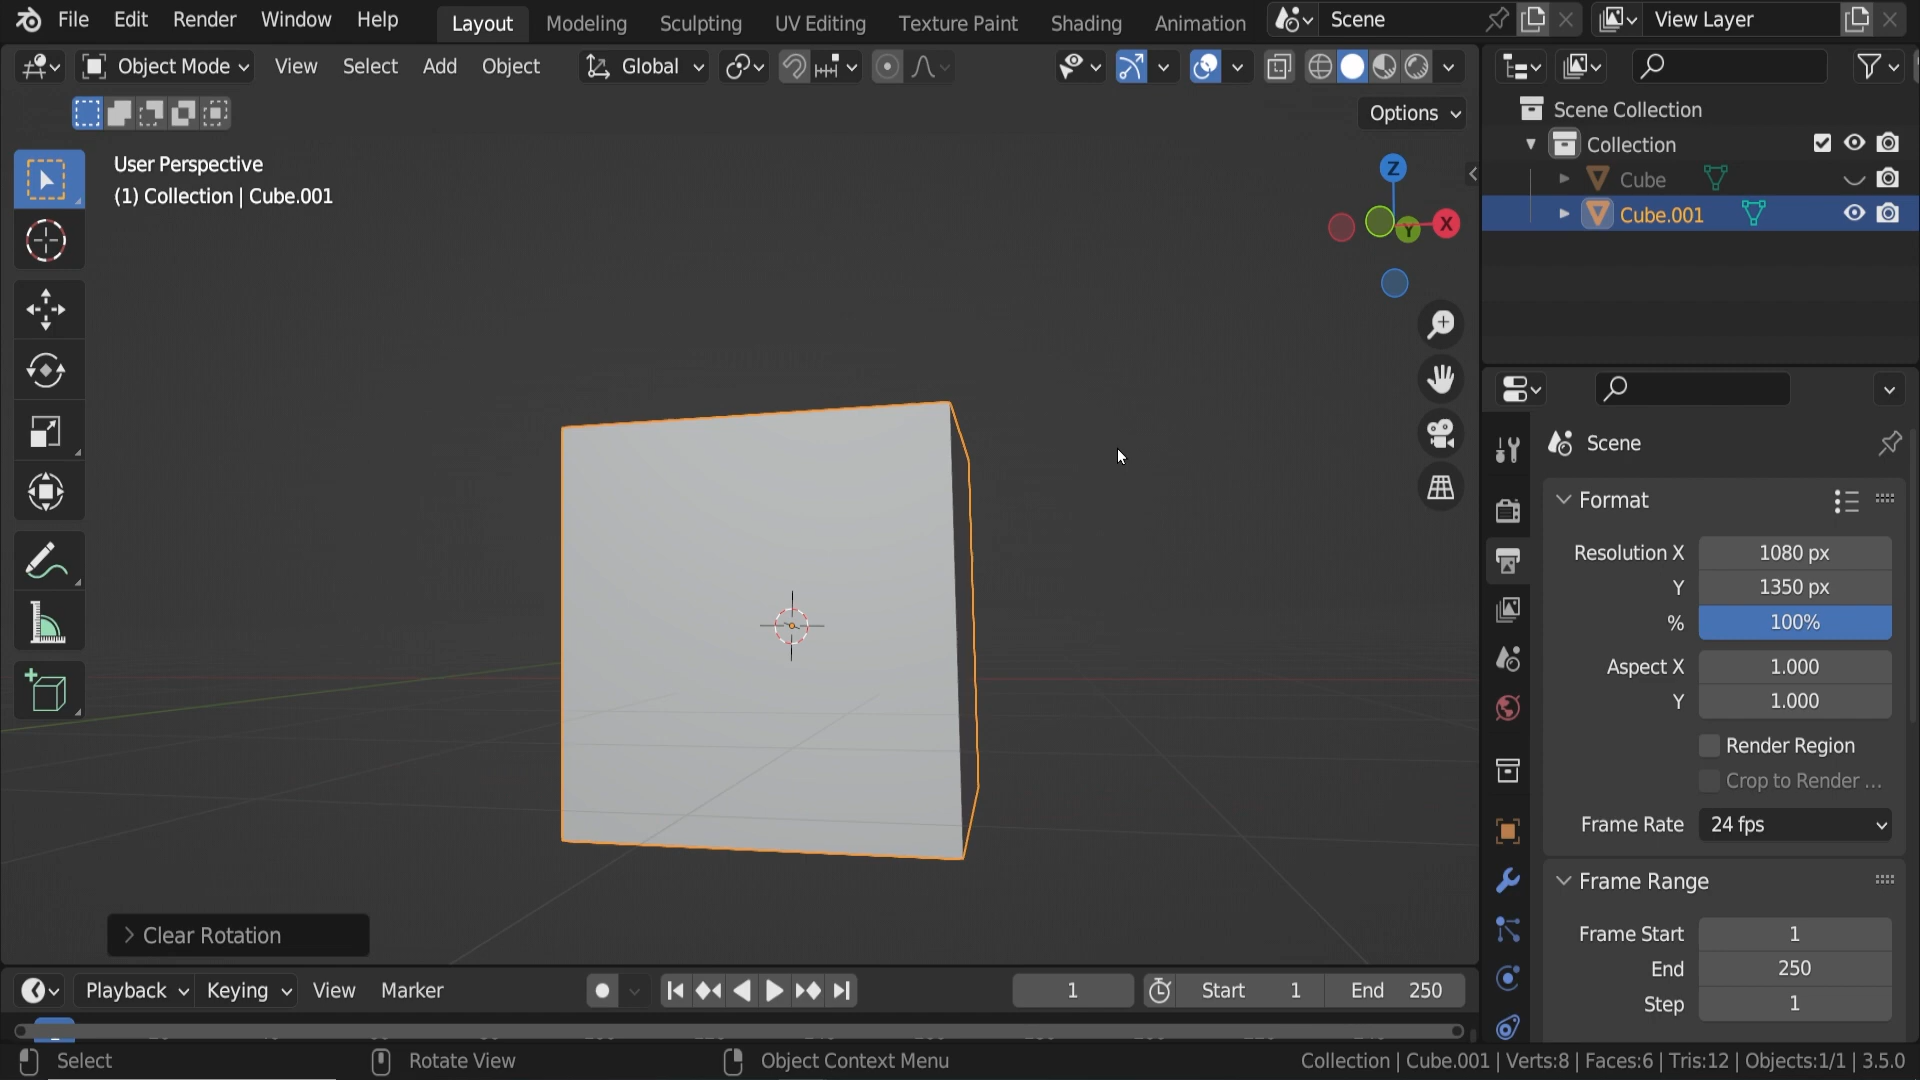 File Edit Render Window Help Layout Modeling Sculpting UV Editing Texture Paint Shading Animation Scene View Layer
Object Mode View Select Add Object Global
Options
User Perspective
(1) Collection | Cube.001
Z
Y
X
Scene Collection
Collection
Cube
Cube.001
Scene
Format
Resolution X 1080 px
Y 1350 px
% 100%
Aspect X 1.000
Y 1.000
Render Region
Crop to Render ...
Frame Rate 24 fps
Frame Range
Frame Start 1
End 250
Step 1
Clear Rotation
Playback Keying View Marker 1 Start 1 End 250
Select Rotate View Object Context Menu Collection | Cube.001 | Verts:8 | Faces:6 | Tris:12 | Objects:1/1 | 3.5.0